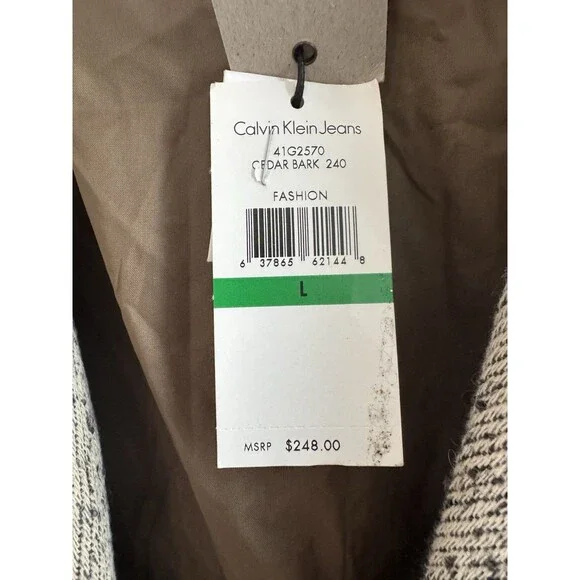 Calvin Klein Jeans
41G2570
CEDAR BARK 240
FASHION
6 37865 62144 8
L
MSRP $248.00